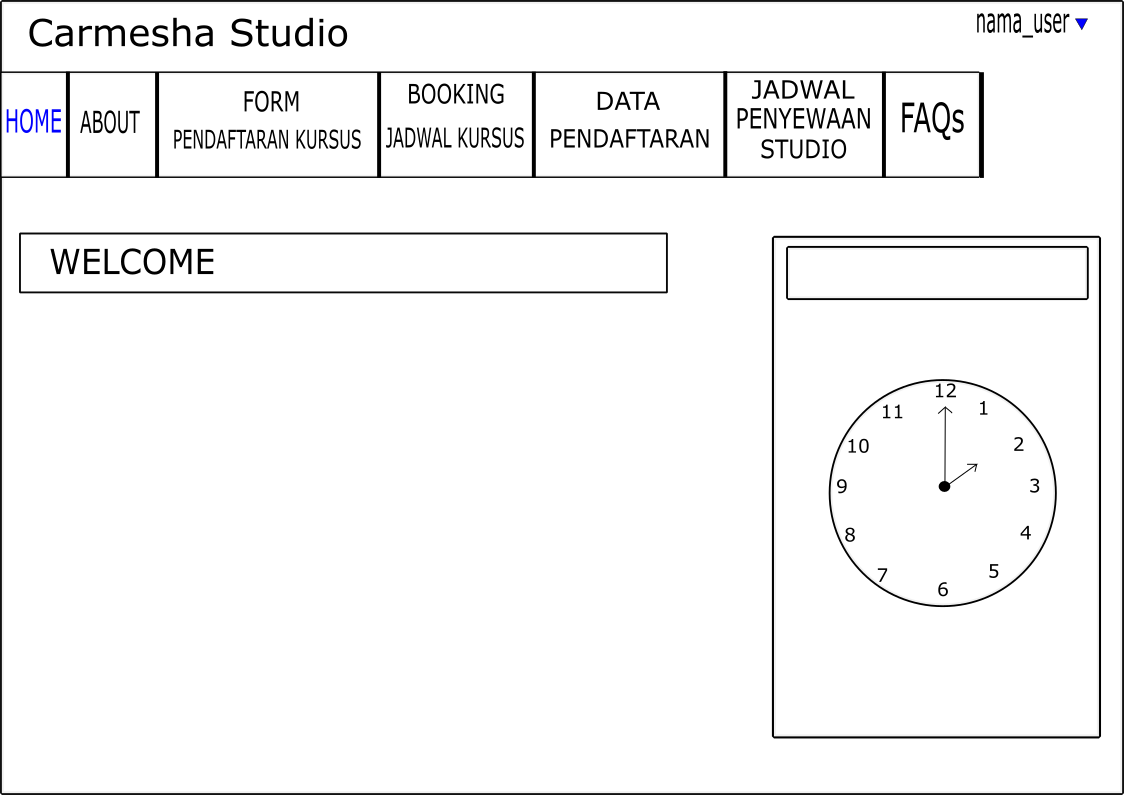 Carmesha Studio
nama_user
HOME
ABOUT
FORM
PENDAFTARAN KURSUS
BOOKING
JADWAL KURSUS
DATA
PENDAFTARAN
JADWAL
PENYEWAAN
STUDIO
FAQs
WELCOME
12
1
2
3
4
5
6
7
8
9
10
11